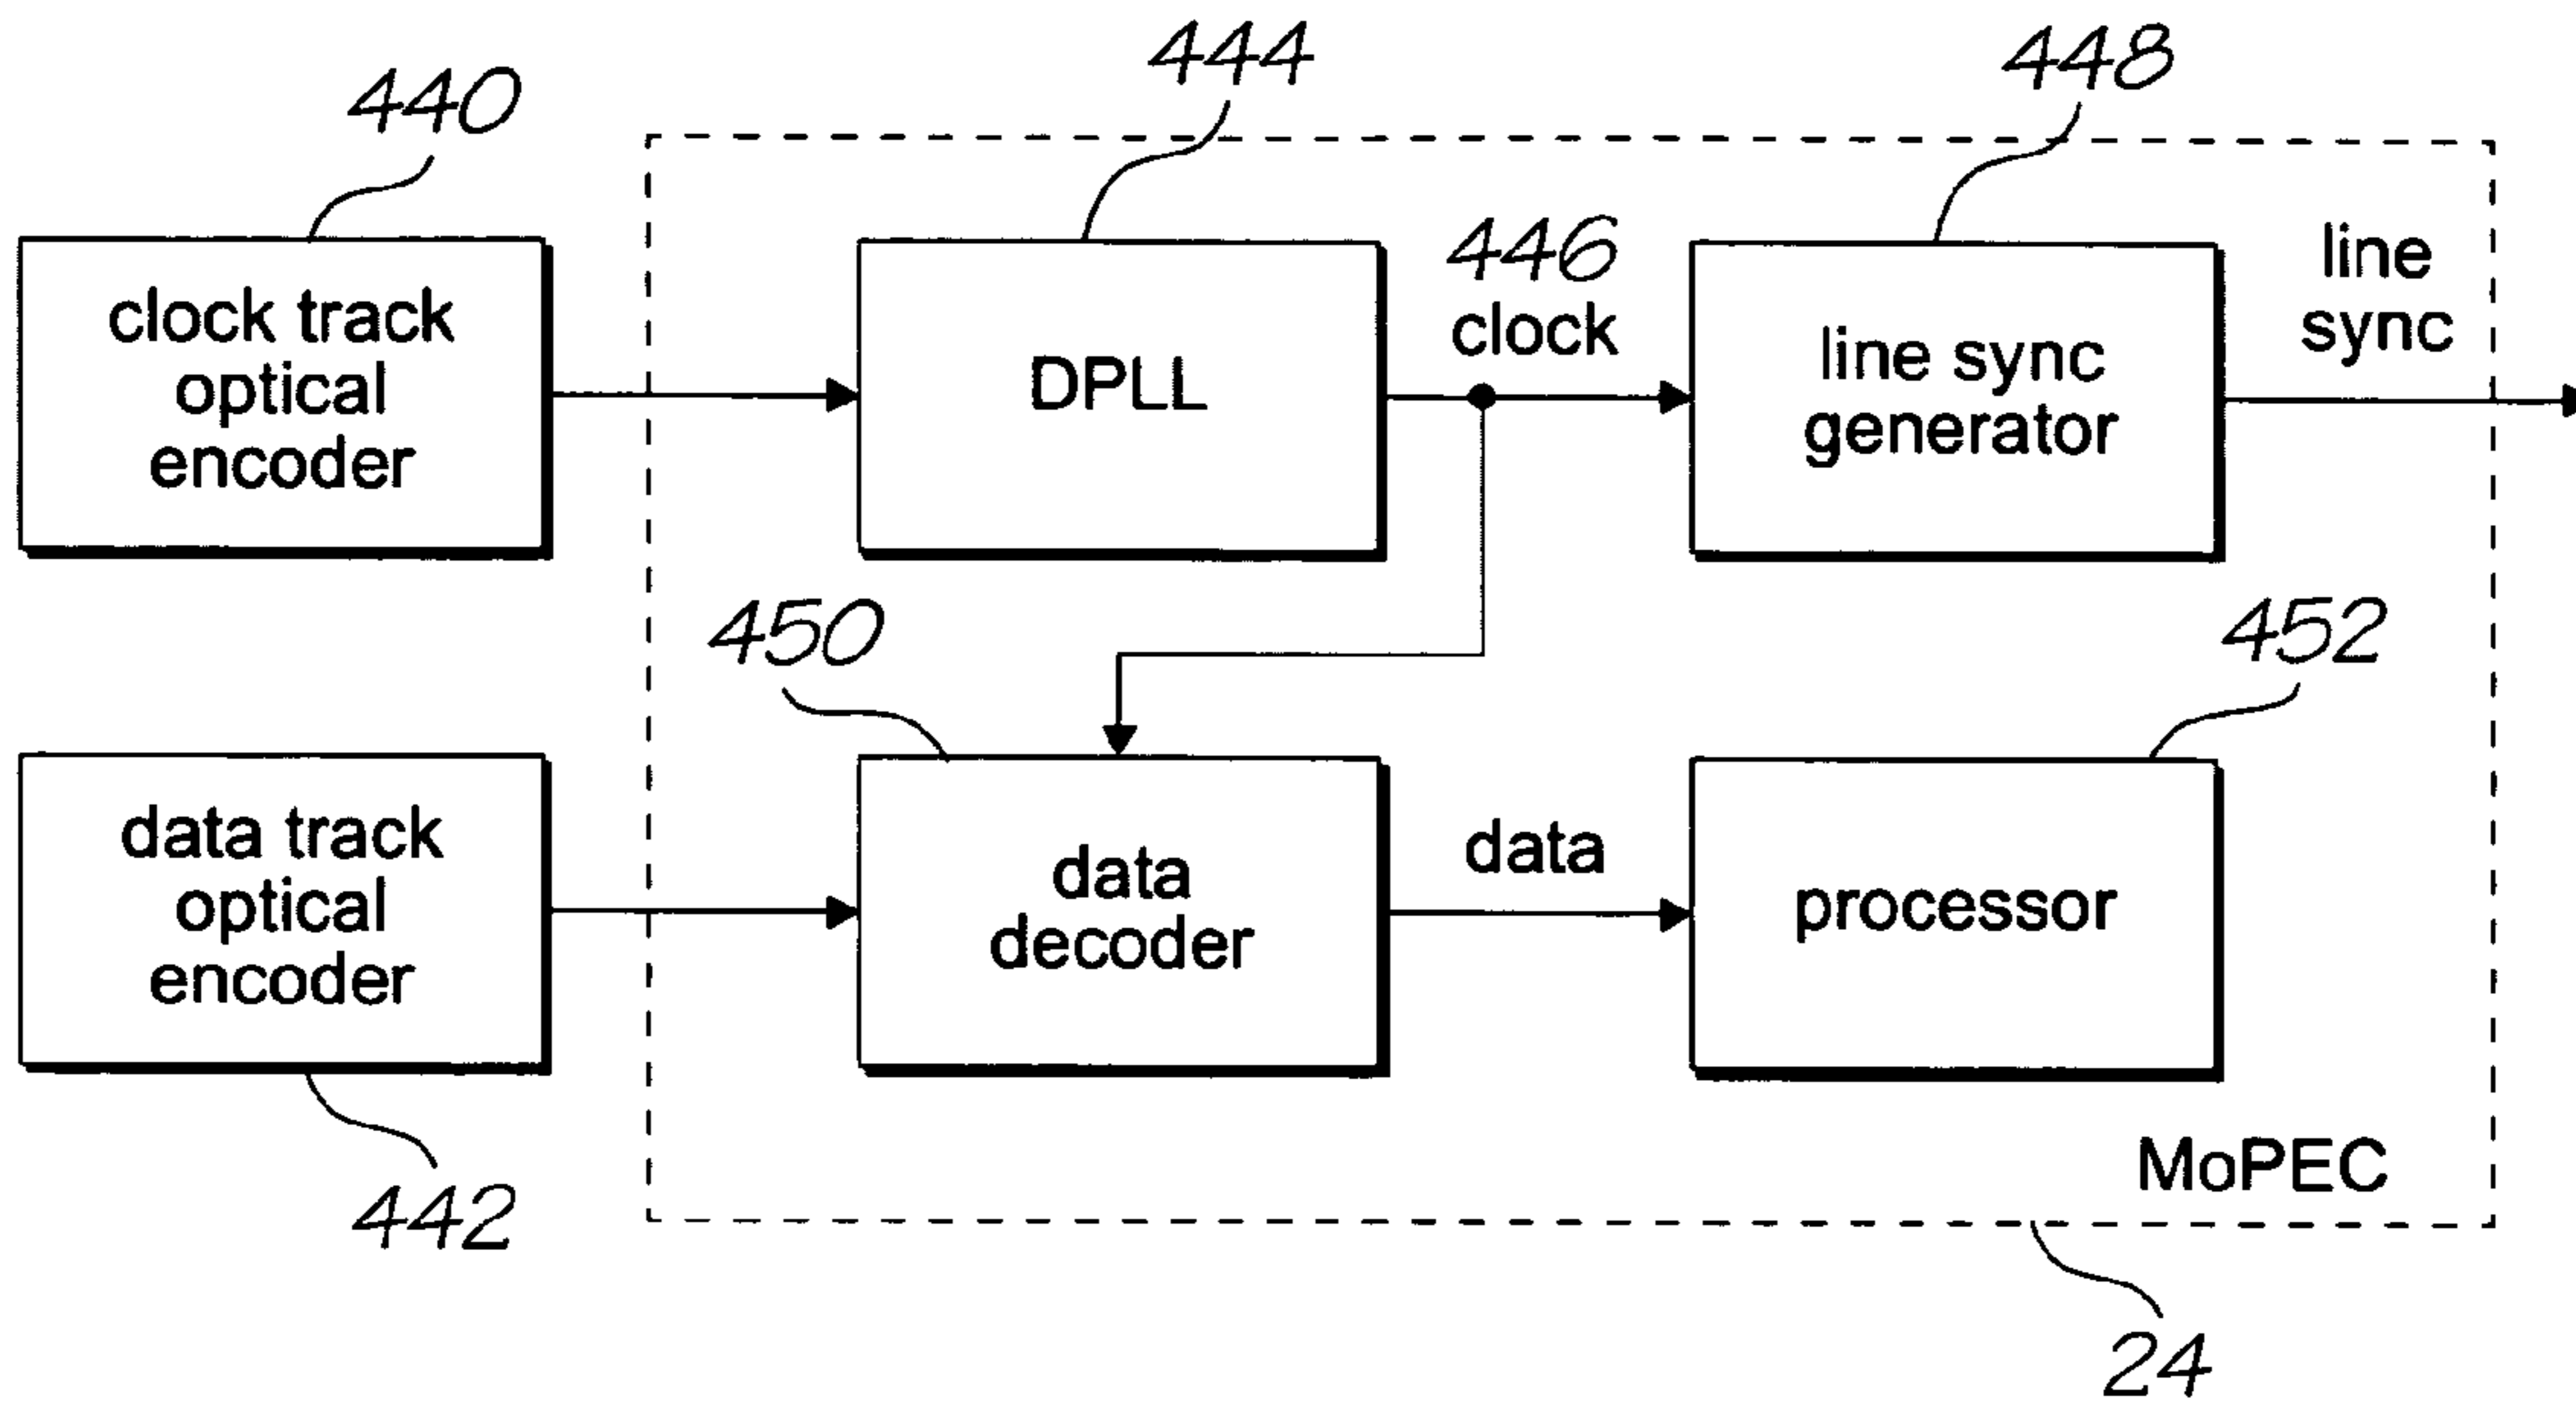 440
444
448
clock track
optical
encoder
DPLL
446
clock
line sync
generator
line
sync
450
452
data track
optical
encoder
data
decoder
data
processor
MoPEC
442
24